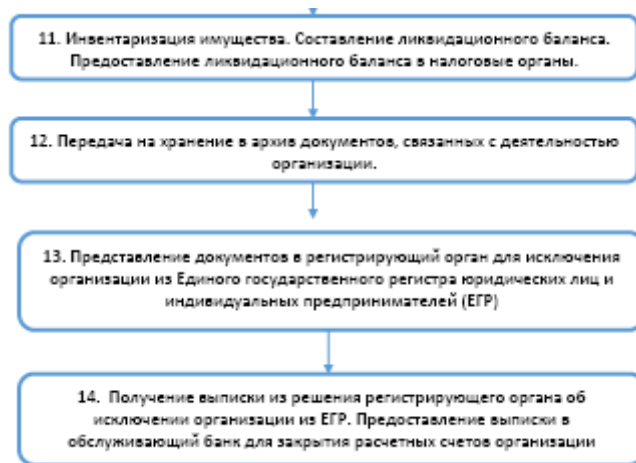 11. Инвентаризация имущества. Составление ликвидационного баланса.
Предоставление ликвидационного баланса в налоговые органы.
12. Передача на хранение в архив документов, связанных с деятельностью
организации.
13. Представление документов в регистрирующий орган для исключения
организации из Единого государственного регистра юридических лиц и
индивидуальных предпринимателей (ЕГР)
14. Получение выписки из решения регистрирующего органа об
исключении организации из ЕГР. Предоставление выписки в
обслуживающий банк для закрытия расчетных счетов организации